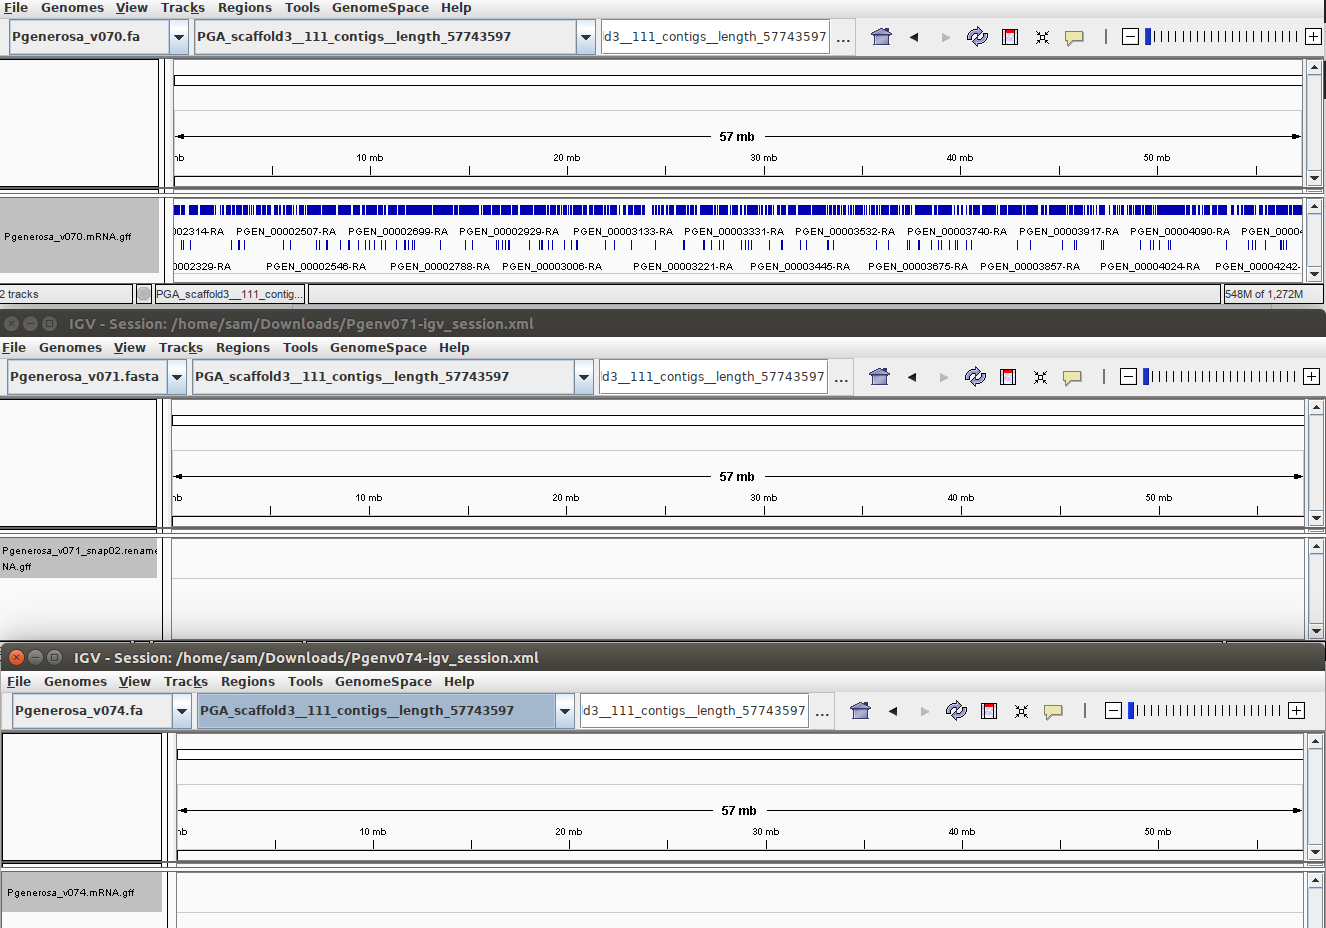 File Genomes View Tracks Regions Tools GenomeSpace Help
Pgenerosa_v070.fa PGA_scaffold3__111_contigs__length_57743597 d3__111_contigs__length_57743597 ...
57 mb
10 mb 20 mb 30 mb 40 mb 50 mb
Pgenerosa_v070.mRNA.gff
002314-RA PGEN_00002507-RA PGEN_00002699-RA PGEN_00002929-RA PGEN_00003133-RA PGEN_00003331-RA PGEN_00003532-RA PGEN_00003740-RA PGEN_00003917-RA PGEN_00004090-RA PGEN_00004
0002329-RA PGEN_00002546-RA PGEN_00002788-RA PGEN_00003006-RA PGEN_00003221-RA PGEN_00003445-RA PGEN_00003675-RA PGEN_00003857-RA PGEN_00004024-RA PGEN_00004242-
2 tracks PGA_scaffold3__111_contig... 548M of 1,272M
IGV - Session: /home/sam/Downloads/Pgenv071-igv_session.xml
File Genomes View Tracks Regions Tools GenomeSpace Help
Pgenerosa_v071.fasta PGA_scaffold3__111_contigs__length_57743597 d3__111_contigs__length_57743597 ...
57 mb
10 mb 20 mb 30 mb 40 mb 50 mb
Pgenerosa_v071_snap02.rename
NA.gff
IGV - Session: /home/sam/Downloads/Pgenv074-igv_session.xml
File Genomes View Tracks Regions Tools GenomeSpace Help
Pgenerosa_v074.fa PGA_scaffold3__111_contigs__length_57743597 d3__111_contigs__length_57743597 ...
57 mb
10 mb 20 mb 30 mb 40 mb 50 mb
Pgenerosa_v074.mRNA.gff